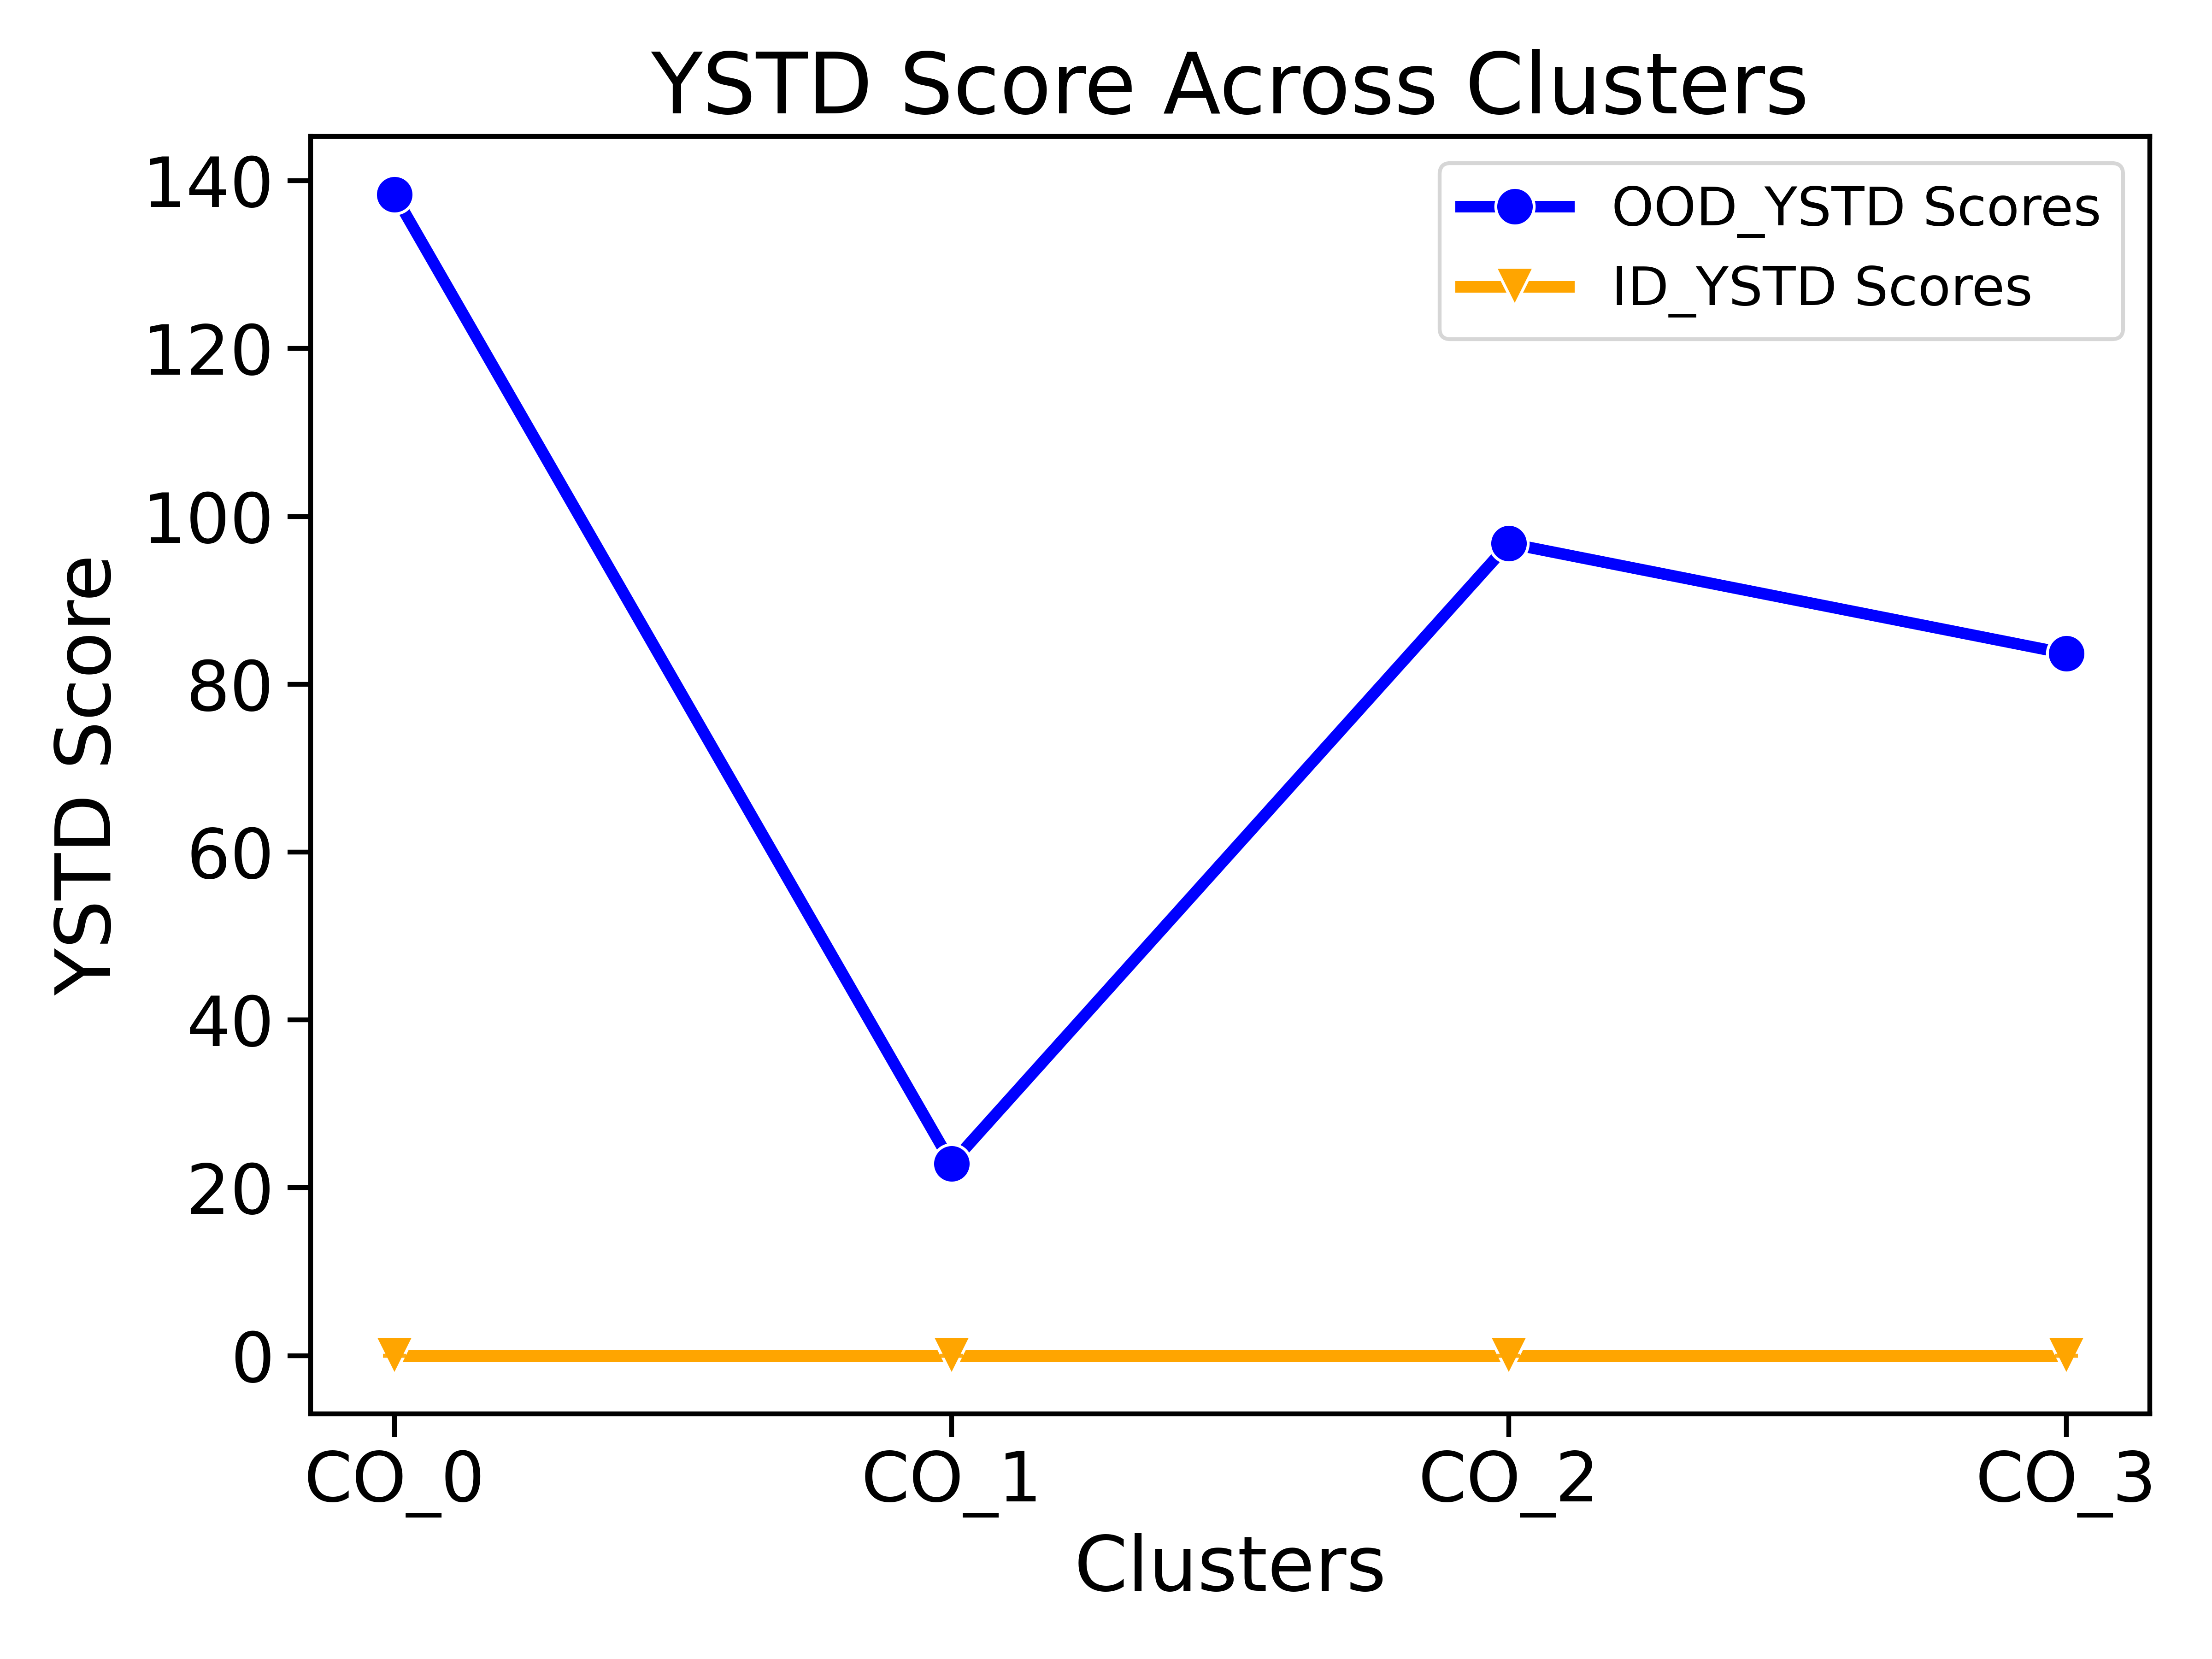 YSTD Score Across Clusters
OOD_YSTD Scores
ID_YSTD Scores
YSTD Score
140
120
100
80
60
40
20
0
CO_0 CO_1 CO_2 CO_3
Clusters